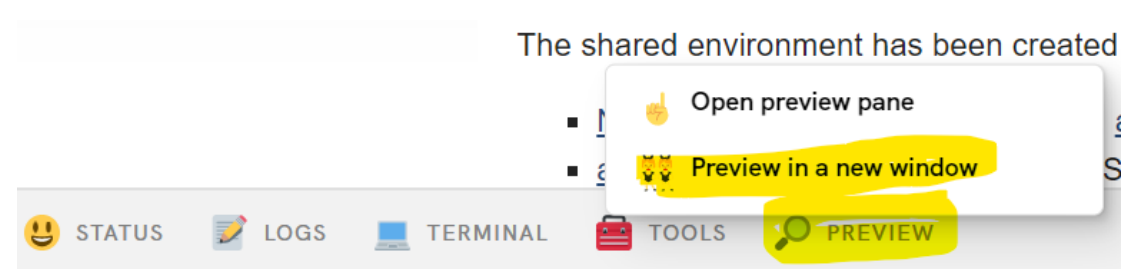 The shared environment has been created
Open preview pane
Preview in a new window
STATUS LOGS TERMINAL TOOLS PREVIEW